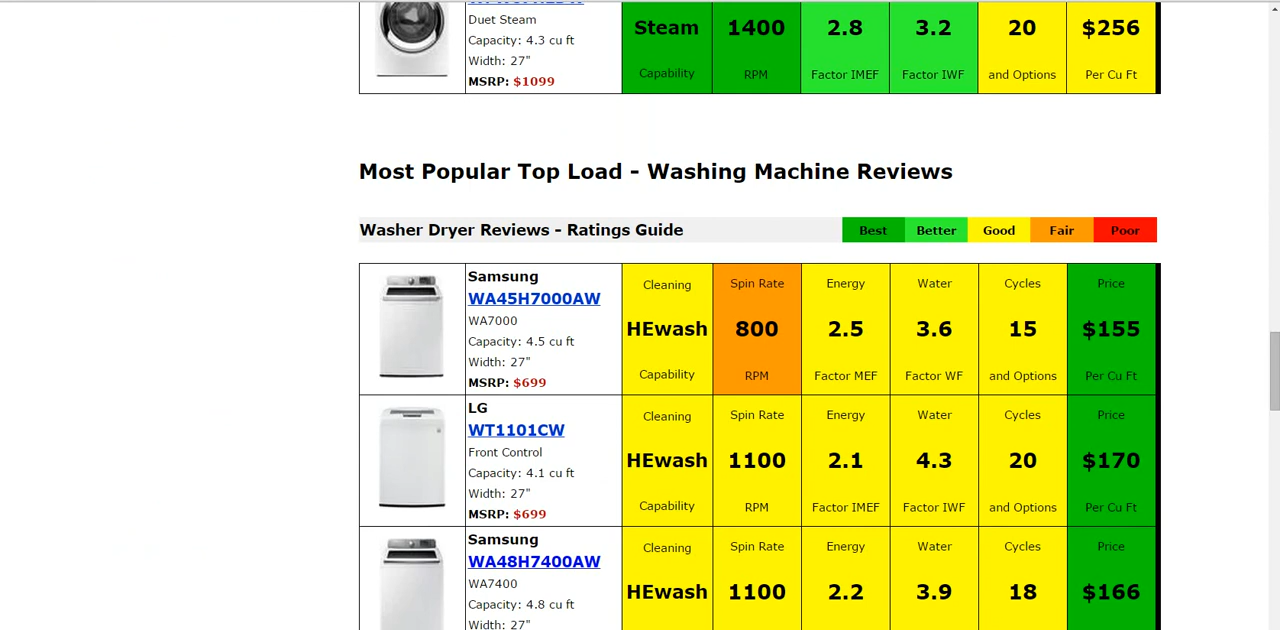 Duet Steam
Capacity: 4.3 cu ft
Width: 27"
MSRP: $1099
Steam
Capability
1400
RPM
2.8
Factor IMEF
3.2
Factor IWF
20
and Options
$256
Per Cu Ft
Most Popular Top Load - Washing Machine Reviews
Washer Dryer Reviews - Ratings Guide
Best
Better
Good
Fair
Poor
Samsung
WA45H7000AW
WA7000
Capacity: 4.5 cu ft
Width: 27"
MSRP: $699
Cleaning
HEwash
Capability
Spin Rate
800
RPM
Energy
2.5
Factor MEF
Water
3.6
Factor WF
Cycles
15
and Options
Price
$155
Per Cu Ft
LG
WT1101CW
Front Control
Capacity: 4.1 cu ft
Width: 27"
MSRP: $699
Cleaning
HEwash
Capability
Spin Rate
1100
RPM
Energy
2.1
Factor IMEF
Water
4.3
Factor IWF
Cycles
20
and Options
Price
$170
Per Cu Ft
Samsung
WA48H7400AW
WA7400
Capacity: 4.8 cu ft
Width: 27"
Cleaning
HEwash
Spin Rate
1100
Energy
2.2
Water
3.9
Cycles
18
Price
$166